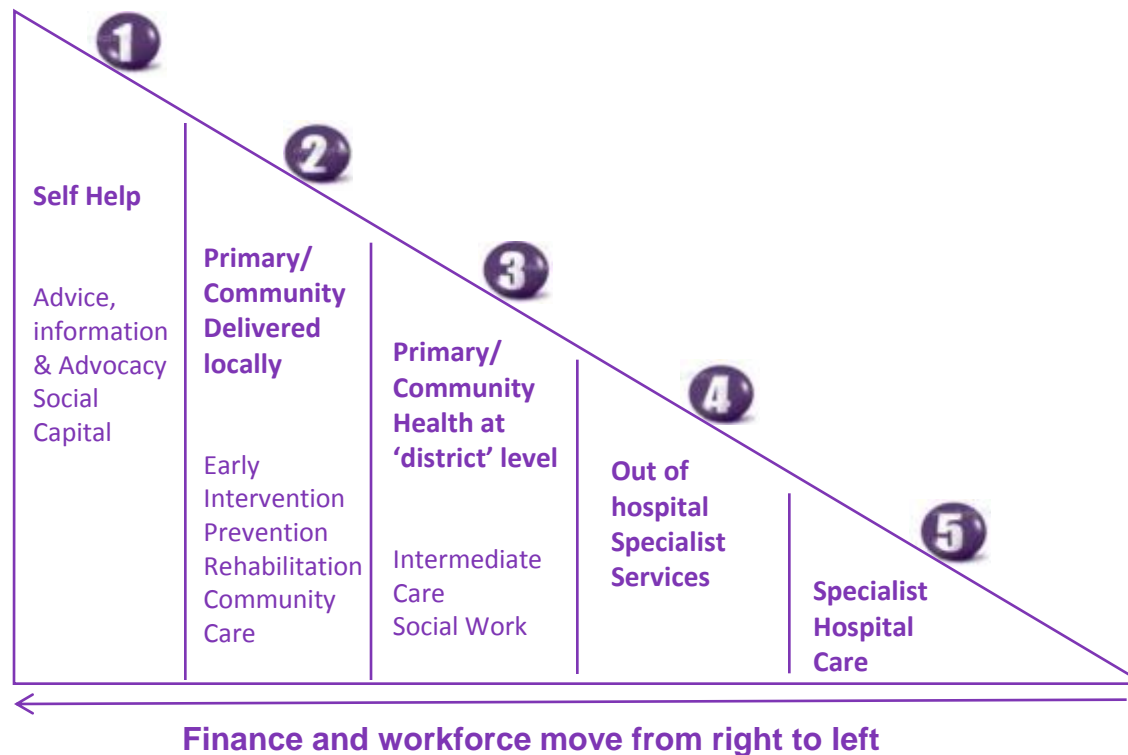 1
Self Help
Advice,
information
& Advocacy
Social
Capital
2
Primary/
Community
Delivered
locally
Early
Intervention
Prevention
Rehabilitation
Community
Care
3
Primary/
Community
Health at
‘district’ level
Intermediate
Care
Social Work
4
Out of
hospital
Specialist
Services
5
Specialist
Hospital
Care
Finance and workforce move from right to left